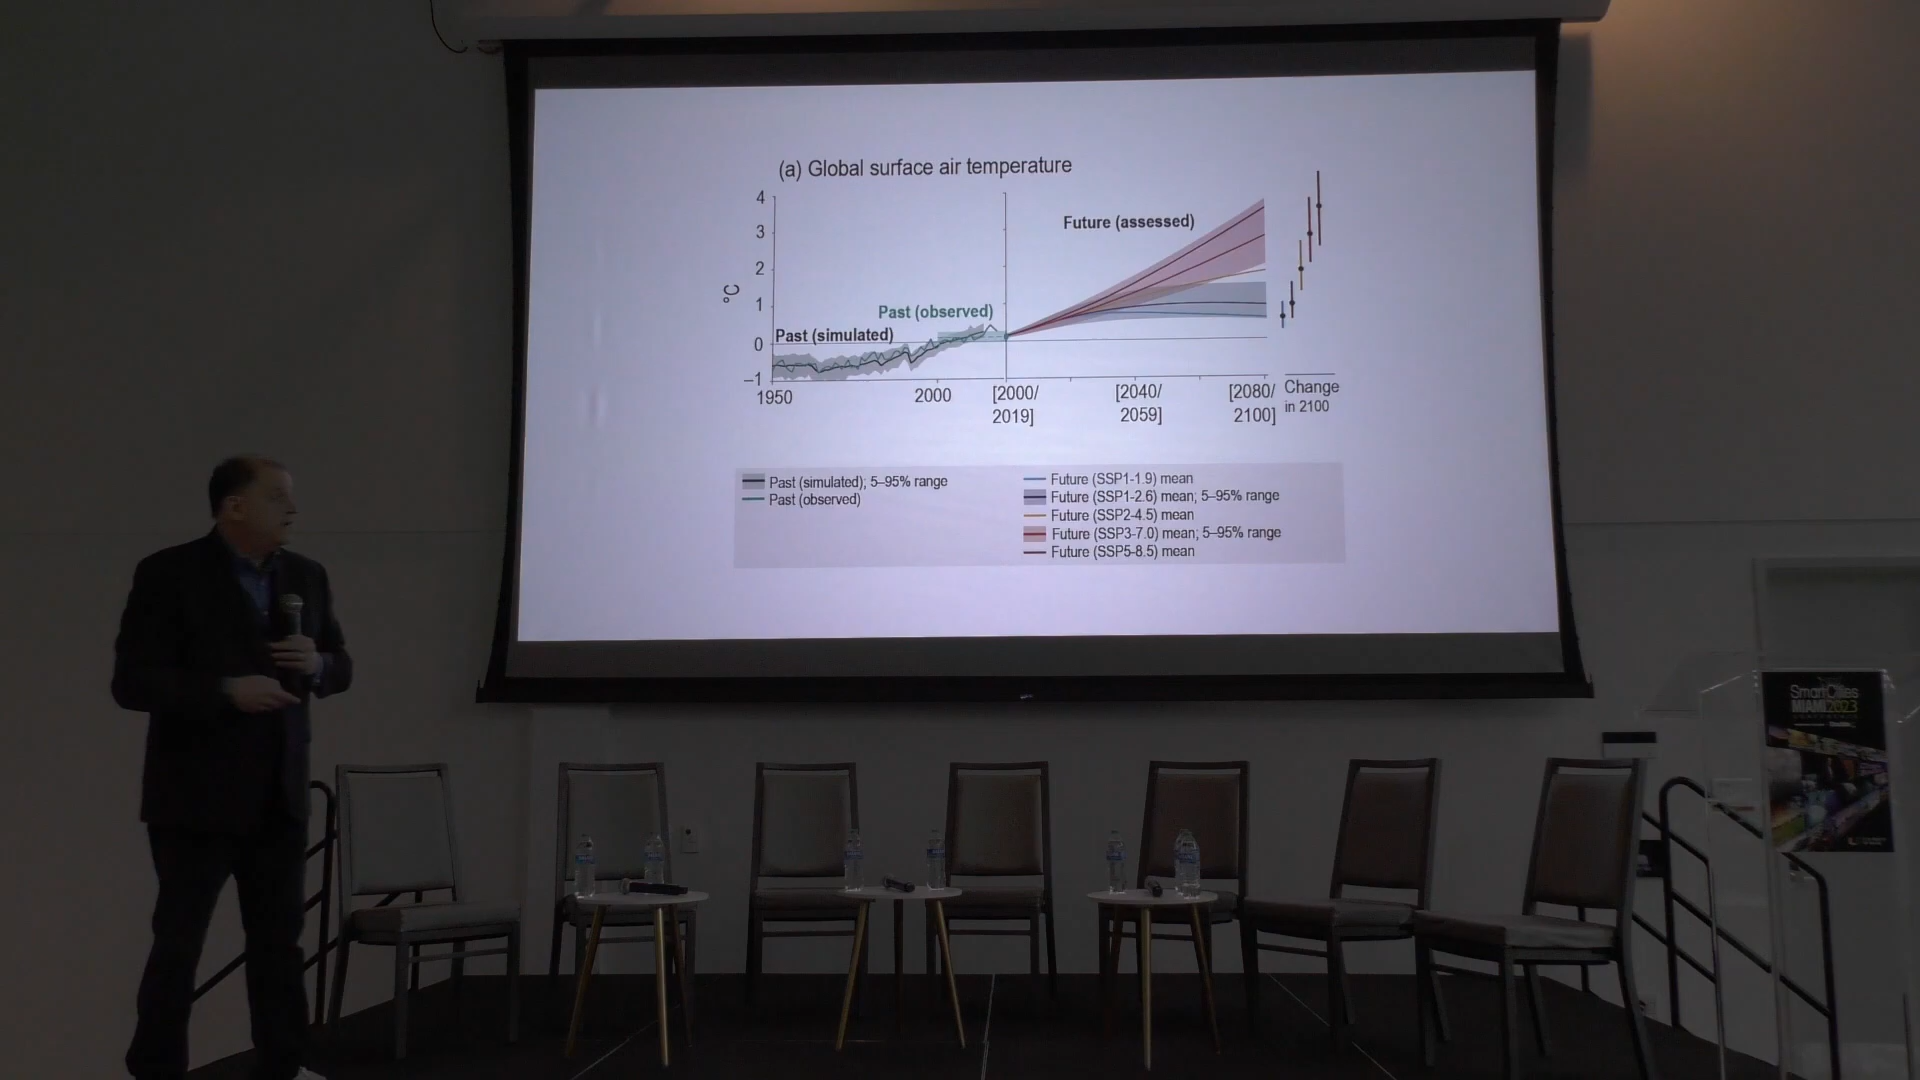 (a) Global surface air temperature
4
3
2
1
0
–1
°C
Future (assessed)
Past (observed)
Past (simulated)
1950
2000
[2000/
2019]
[2040/
2059]
[2080/
2100]
Change
in 2100
Past (simulated); 5–95% range
Past (observed)
Future (SSP1-1.9) mean
Future (SSP1-2.6) mean; 5–95% range
Future (SSP2-4.5) mean
Future (SSP3-7.0) mean; 5–95% range
Future (SSP5-8.5) mean
SmartCities
MIAMI2023
CONFERENCE